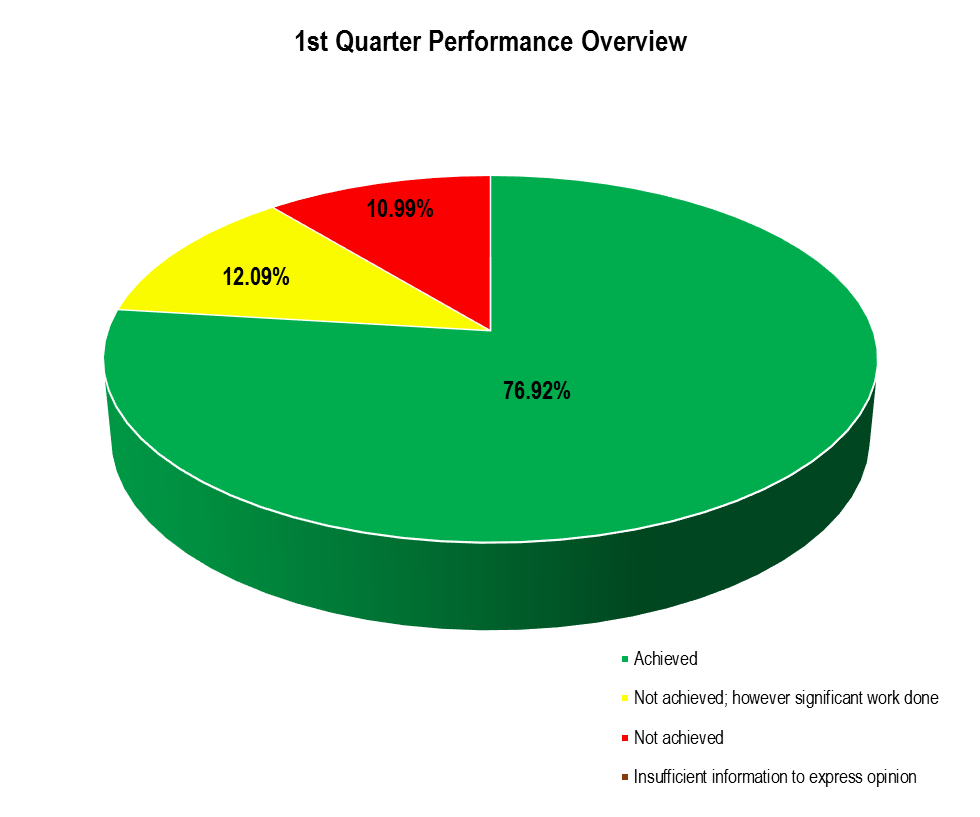 1st Quarter Performance Overview
10.99%
12.09%
76.92%
Achieved
Not achieved; however significant work done
Not achieved
Insufficient information to express opinion